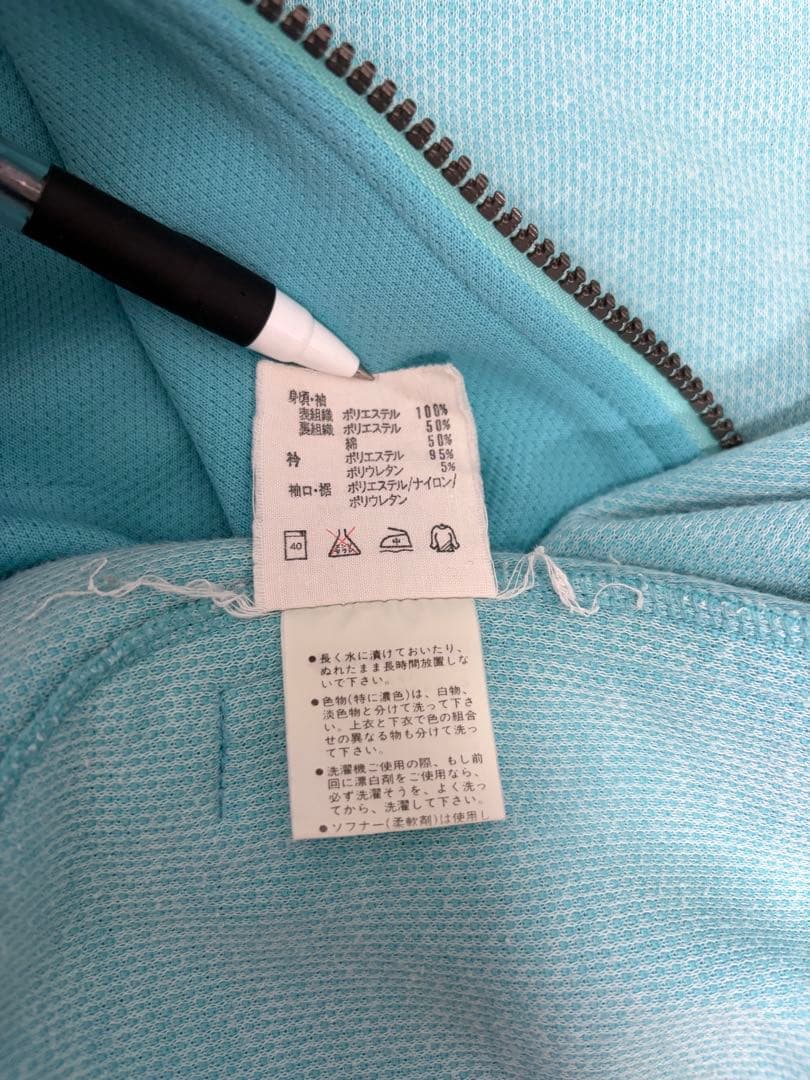 身頃・袖
表組織 ポリエステル 100%
裏組織 ポリエステル 50%
綿 50%
衿 ポリエステル 95%
ポリウレタン 5%
袖口・裾 ポリエステル/ナイロン/
ポリウレタン
40 エンソサラシ 中
●長く水に漬けておいたり、
ぬれたまま長時間放置しな
いで下さい。
●色物(特に濃色)は、白物、
淡色物と分けて洗って下さ
い。上衣と下衣で色の組合
せの異なる物も分けて洗っ
て下さい。
●洗濯機ご使用の際、もし前
回に漂白剤をご使用なら、
必ず洗濯そうを、よく洗っ
てから、洗濯して下さい。
●ソフナー(柔軟剤)は使用し